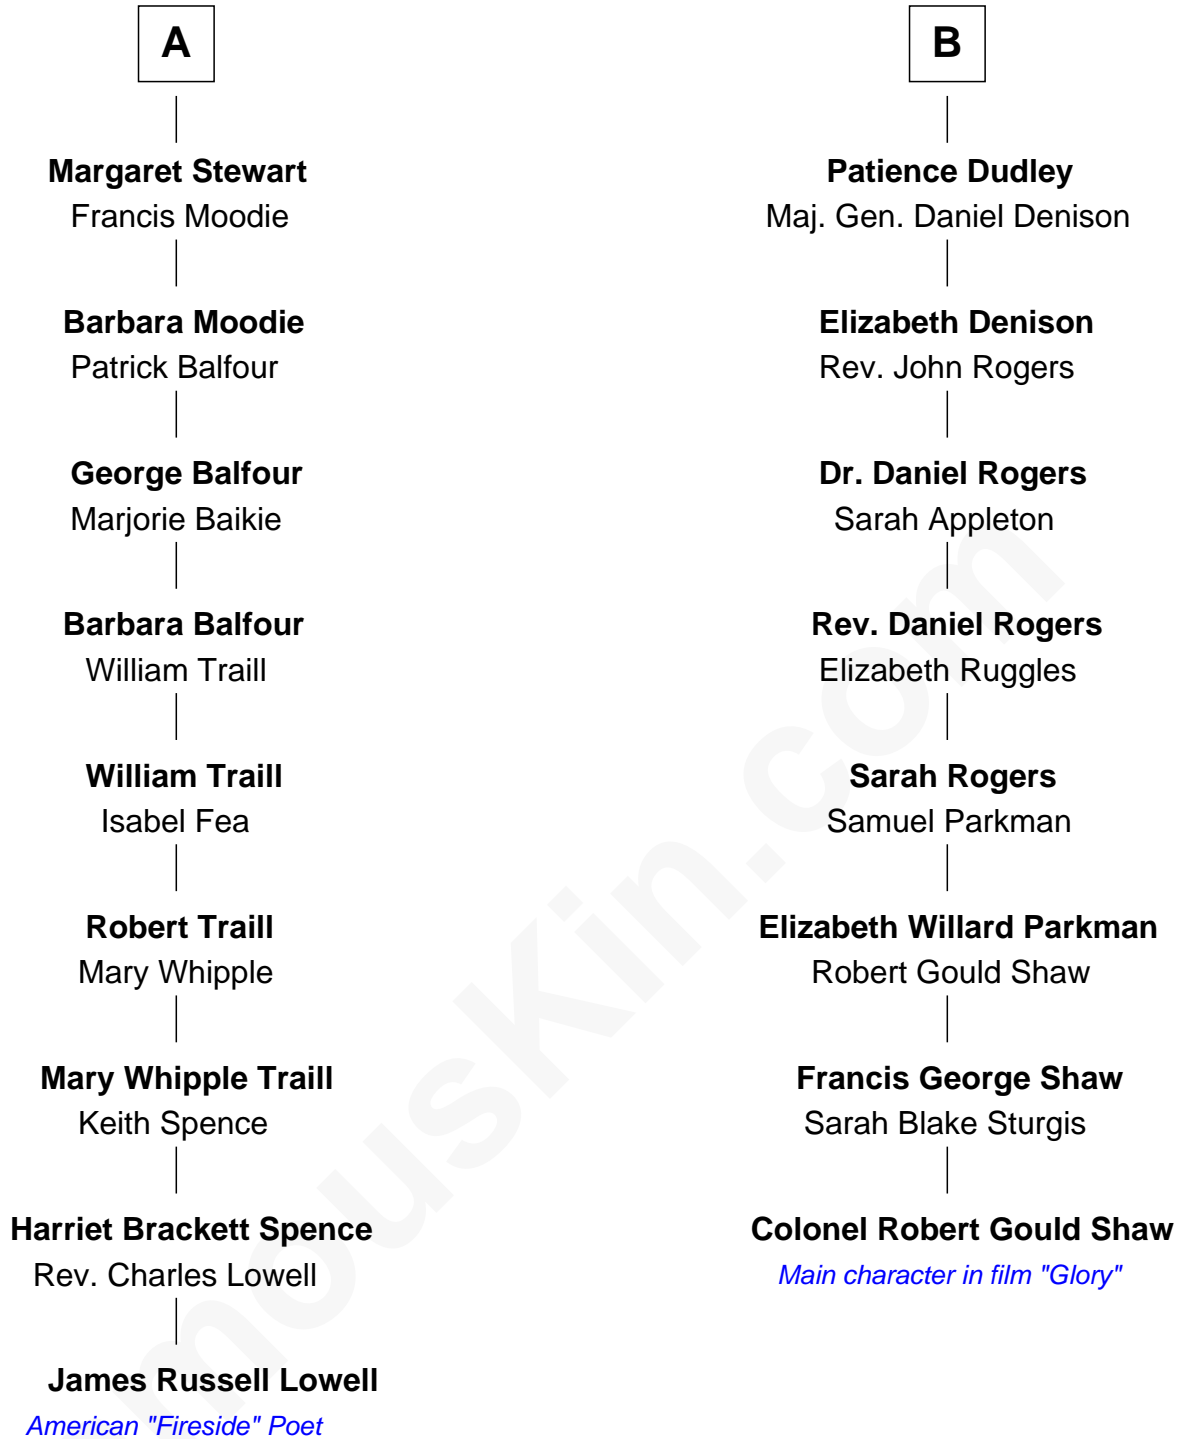 A
Margaret Stewart
Francis Moodie
Barbara Moodie
Patrick Balfour
George Balfour
Marjorie Baikie
Barbara Balfour
William Traill
William Traill
Isabel Fea
Robert Traill
Mary Whipple
Mary Whipple Traill
Keith Spence
Harriet Brackett Spence
Rev. Charles Lowell
James Russell Lowell
American "Fireside" Poet
B
Patience Dudley
Maj. Gen. Daniel Denison
Elizabeth Denison
Rev. John Rogers
Dr. Daniel Rogers
Sarah Appleton
Rev. Daniel Rogers
Elizabeth Ruggles
Sarah Rogers
Samuel Parkman
Elizabeth Willard Parkman
Robert Gould Shaw
Francis George Shaw
Sarah Blake Sturgis
Colonel Robert Gould Shaw
Main character in film "Glory"
mousKin.com